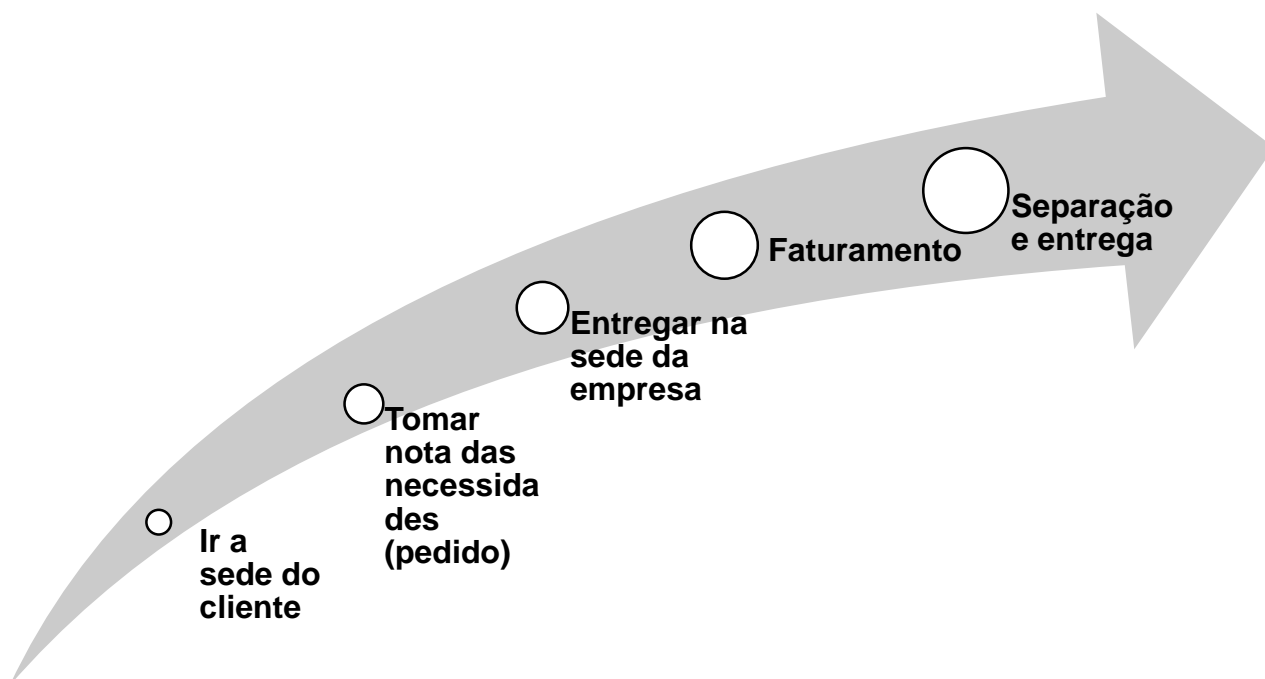 Ir a
sede do
cliente
Tomar
nota das
necessida
des
(pedido)
Entregar na
sede da
empresa
Faturamento
Separação
e entrega